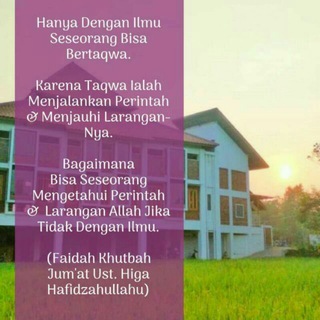 Hanya Dengan Ilmu
Seseorang Bisa
Bertaqwa.
Karena Taqwa Ialah
Menjalankan Perintah
& Menjauhi Larangan-
Nya.
Bagaimana
Bisa Seseorang
Mengetahui Perintah
& Larangan Allah Jika
Tidak Dengan Ilmu.
(Faidah Khutbah
Jum'at Ust. Higa
Hafidzahullahu)